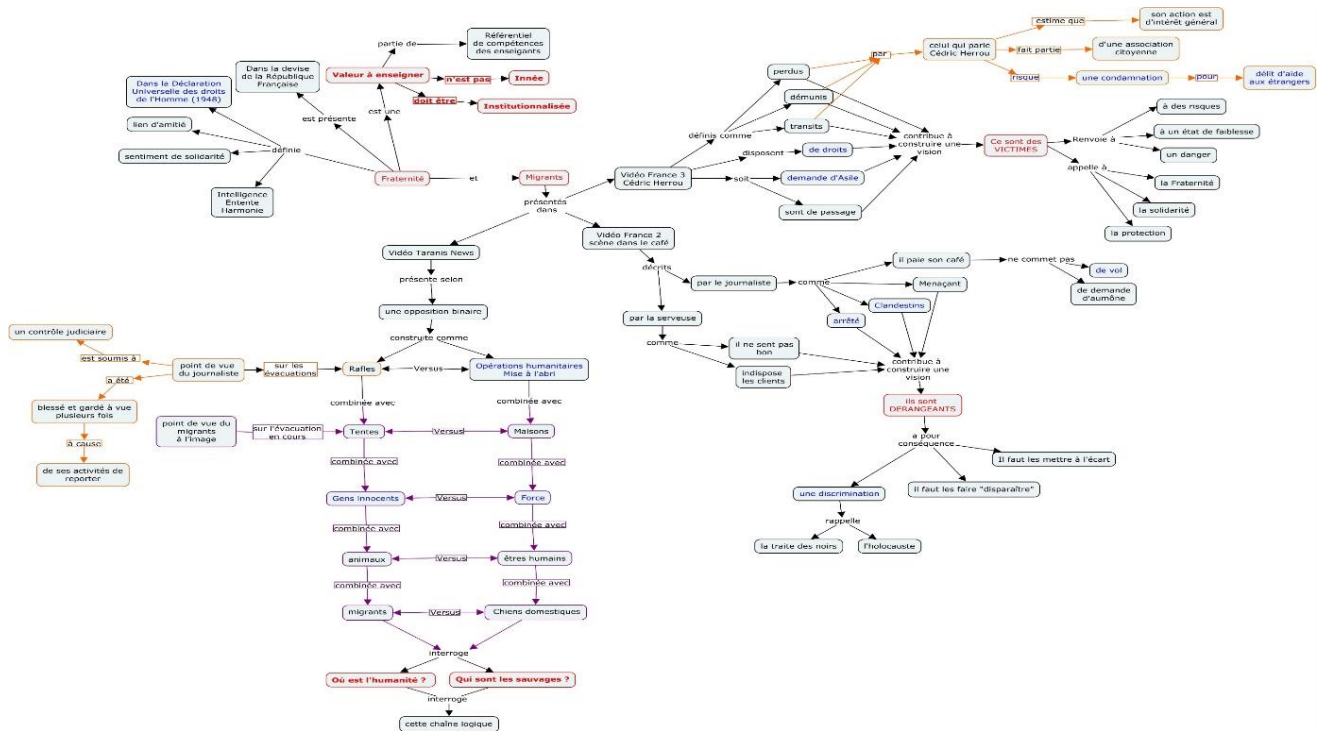 partie de
Référentiel
de compétences
des enseigants
Valeur à enseigner
n'est pas
Innée
doit être
Institutionnalisée
Dans la Déclaration
Universelle des droits
de l'Homme (1948)
Dans la devise
de la République
Française
est présente
est une
lien d'amitié
sentiment de solidarité
définie
Intelligence
Entente
Harmonie
Fraternité
et
Migrants
présentés
dans
Vidéo France 3
Cédric Herrou
définis comme
perdus
démunis
transits
par
celui qui parle
Cédric Herrou
estime que
son action est
d'intérêt général
fait partie
d'une association
citoyenne
risque
une condamnation
pour
délit d'aide
aux étrangers
disposent
de droits
soit
demande d'Asile
sont de passage
contribue à
construire une
vision
Ce sont des
VICTIMES
Renvoie à
à des risques
à un état de faiblesse
un danger
appelle à
la Fraternité
la solidarité
la protection
Vidéo France 2
scène dans le café
décrits
par le journaliste
comme
il paie son café
ne commet pas
de vol
de demande
d'aumône
Menaçant
Clandestins
arrêté
par la serveuse
comme
il ne sent pas
bon
indispose
les clients
contribue à
construire une
vision
ils sont
DERANGEANTS
a pour
conséquence
Il faut les mettre à l'écart
il faut les faire "disparaître"
une discrimination
rappelle
la traite des noirs
l'holocauste
Vidéo Taranis News
présente selon
une opposition binaire
construite comme
un contrôle judiciaire
est soumis à
point de vue
du journaliste
sur les
évacuations
Rafles
Versus
Opérations humanitaires
Mise à l'abri
a été
blessé et gardé à vue
plusieurs fois
à cause
de ses activités de
reporter
combinée avec
combinée avec
point de vue du
migrants
à l'image
sur l'évacuation
en cours
Tentes
Versus
Maisons
combinée avec
combinée avec
Gens innocents
Versus
Force
combinée avec
combinée avec
animaux
Versus
êtres humains
combinée avec
combinée avec
migrants
Versus
Chiens domestiques
interroge
Où est l'humanité ?
Qui sont les sauvages ?
interroge
cette chaîne logique